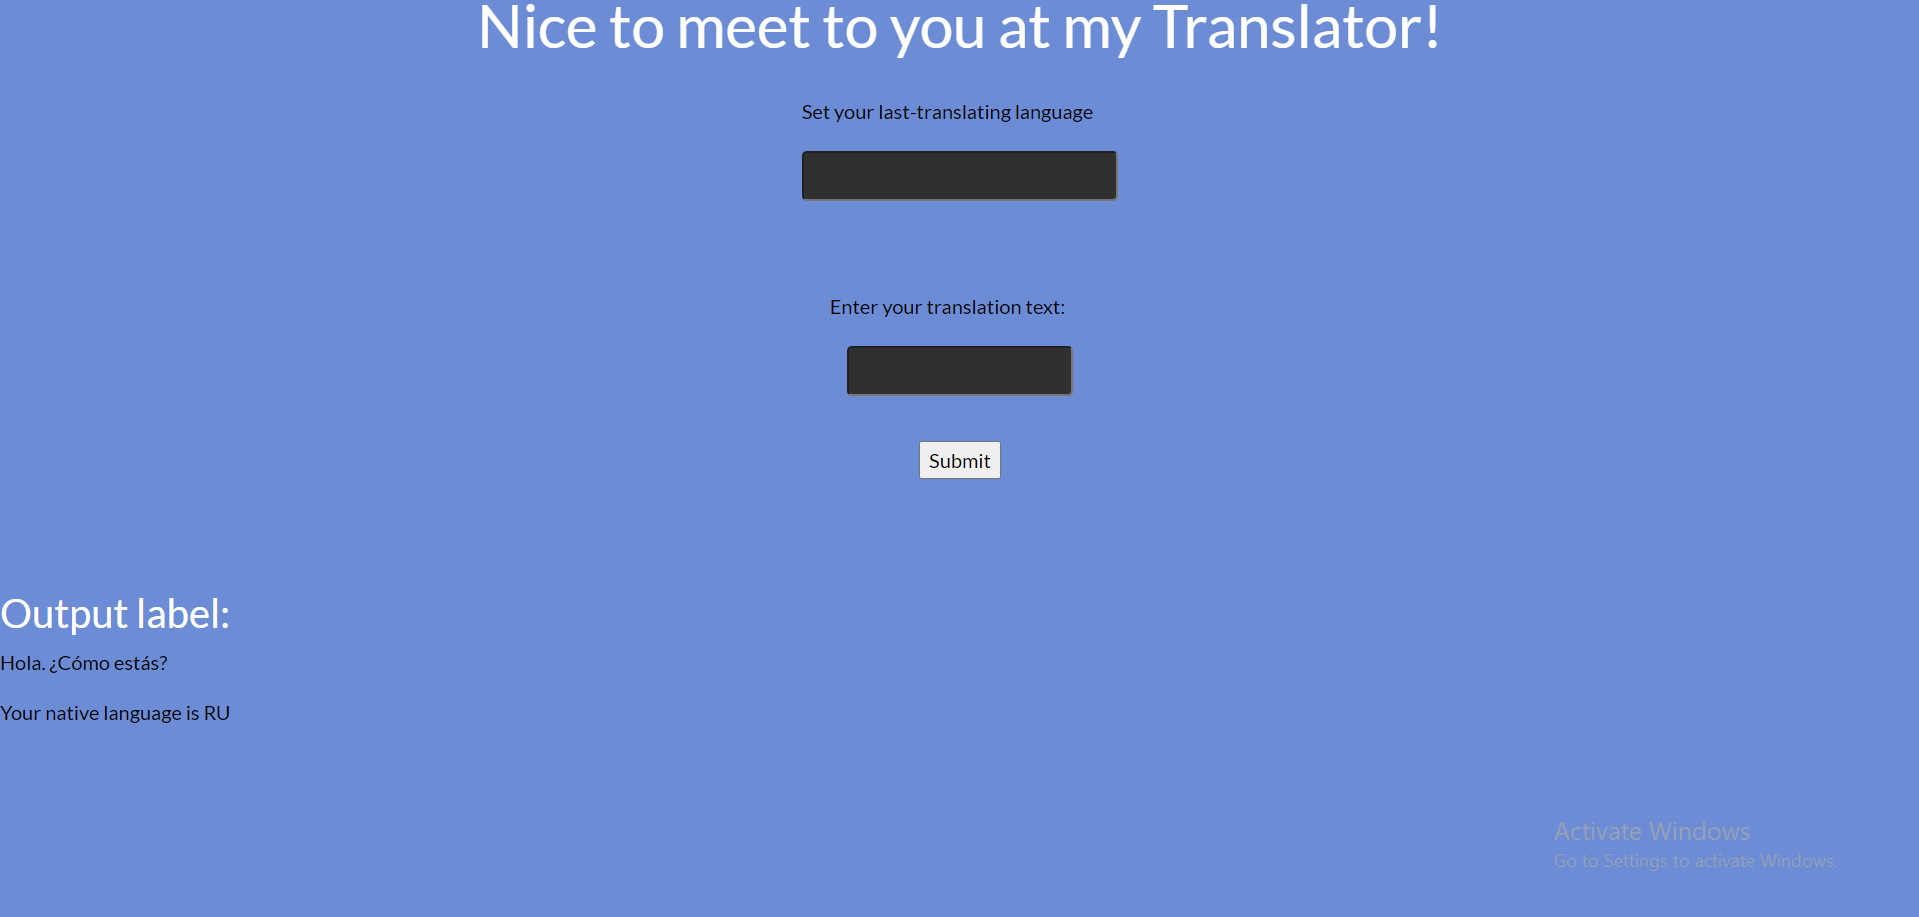 Nice to meet to you at my Translator!
Set your last-translating language
Enter your translation text:
Submit
Output label:
Hola. ¿Cómo estás?
Your native language is RU
Activate Windows
Go to Settings to activate Windows.